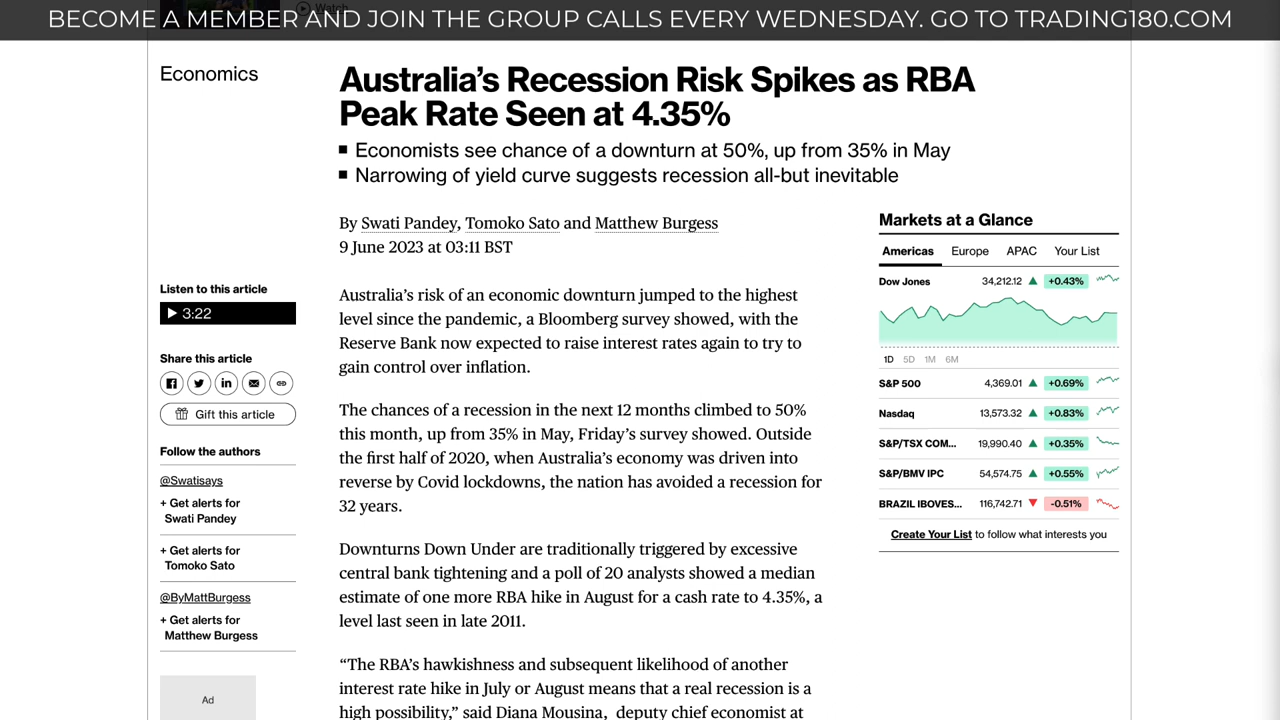 Watch
BECOME A MEMBER AND JOIN THE GROUP CALLS EVERY WEDNESDAY. GO TO TRADING180.COM
Economics
Australia's Recession Risk Spikes as RBA
Peak Rate Seen at 4.35%
■ Economists see chance of a downturn at 50%, up from 35% in May
■ Narrowing of yield curve suggests recession all-but inevitable
By Swati Pandey, Tomoko Sato and Matthew Burgess
9 June 2023 at 03:11 BST
Listen to this article
3:22
Share this article
Gift this article
Follow the authors
@Swatisays
+ Get alerts for
Swati Pandey
+ Get alerts for
Tomoko Sato
@ByMattBurgess
+ Get alerts for
Matthew Burgess
Ad
Australia's risk of an economic downturn jumped to the highest
level since the pandemic, a Bloomberg survey showed, with the
Reserve Bank now expected to raise interest rates again to try to
gain control over inflation.
The chances of a recession in the next 12 months climbed to 50%
this month, up from 35% in May, Friday's survey showed. Outside
the first half of 2020, when Australia's economy was driven into
reverse by Covid lockdowns, the nation has avoided a recession for
32 years.
Downturns Down Under are traditionally triggered by excessive
central bank tightening and a poll of 20 analysts showed a median
estimate of one more RBA hike in August for a cash rate to 4.35%, a
level last seen in late 2011.
“The RBA's hawkishness and subsequent likelihood of another
interest rate hike in July or August means that a real recession is a
high possibility,” said Diana Mousina, deputy chief economist at
Markets at a Glance
Americas Europe APAC Your List
Dow Jones 34,212.12 ▲ +0.43%
1D 5D 1M 6M
S&P 500 4,369.01 ▲ +0.69%
Nasdaq 13,573.32 ▲ +0.83%
S&P/TSX COM... 19,990.40 ▲ +0.35%
S&P/BMV IPC 54,574.75 ▲ +0.55%
BRAZIL IBOVES... 116,742.71 ▼ -0.51%
Create Your List to follow what interests you